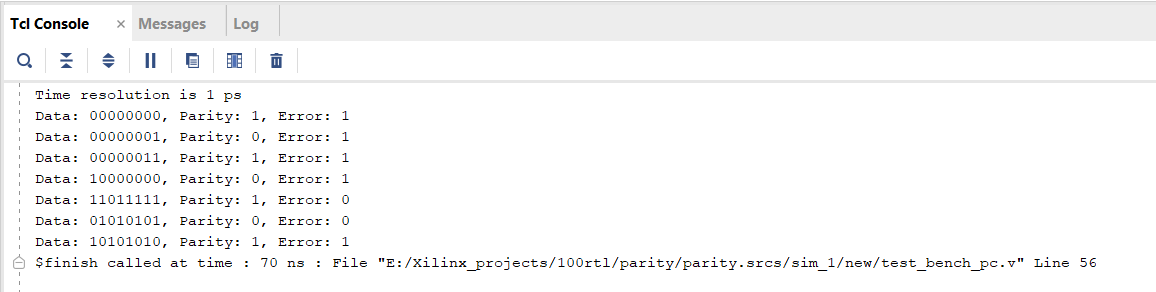 Tcl Console × Messages Log
Time resolution is 1 ps
Data: 00000000, Parity: 1, Error: 1
Data: 00000001, Parity: 0, Error: 1
Data: 00000011, Parity: 1, Error: 1
Data: 10000000, Parity: 0, Error: 1
Data: 11011111, Parity: 1, Error: 0
Data: 01010101, Parity: 0, Error: 0
Data: 10101010, Parity: 1, Error: 1
$finish called at time : 70 ns : File "E:/Xilinx_projects/100rtl/parity/parity.srcs/sim_1/new/test_bench_pc.v" Line 56